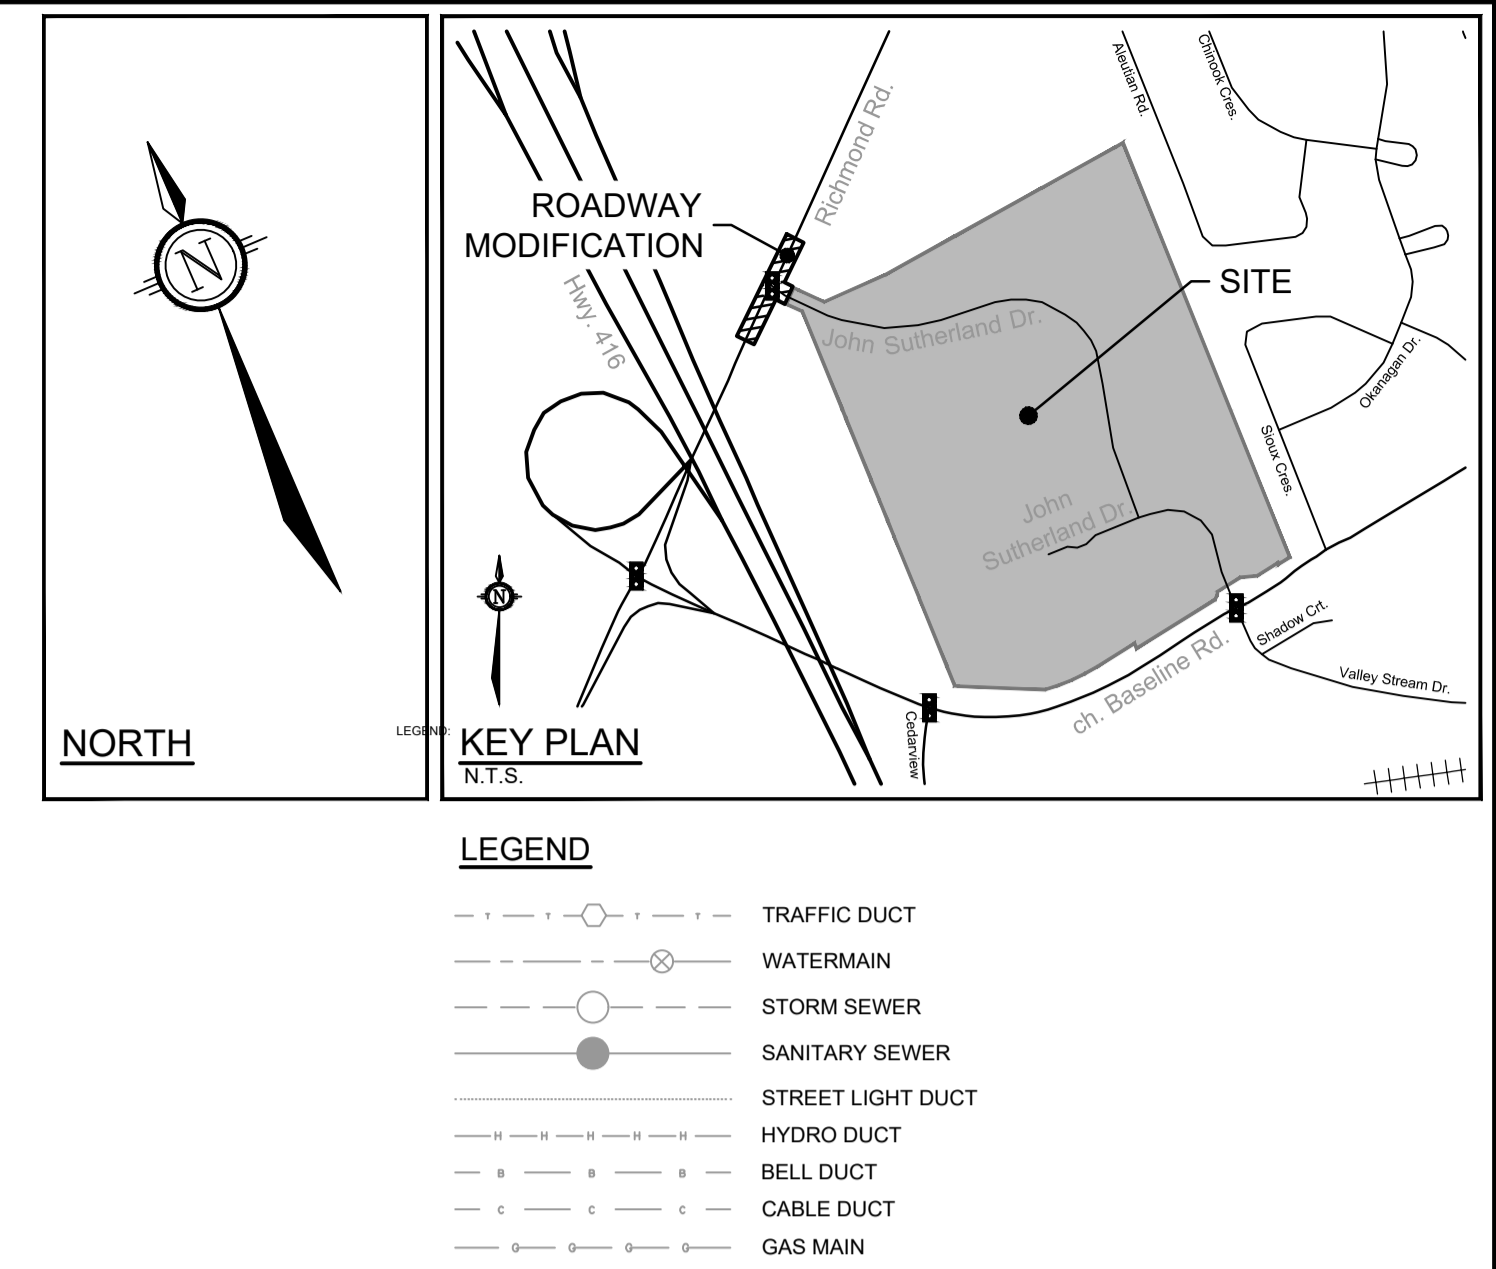 N
NORTH
LEGEND:
Richmond Rd.
Aleutian Rd.
Chinook Cres.
ROADWAY
MODIFICATION
Hwy. 416
SITE
John Sutherland Dr.
Okanagan Dr.
Sioux Cres.
John
Sutherland Dr.
N
Shadow Crt.
Valley Stream Dr.
ch. Baseline Rd.
Cedarview
KEY PLAN
N.T.S.
LEGEND
T T T T TRAFFIC DUCT
WATERMAIN
STORM SEWER
SANITARY SEWER
STREET LIGHT DUCT
H H H H H HYDRO DUCT
B B B BELL DUCT
C C C CABLE DUCT
G G G G GAS MAIN